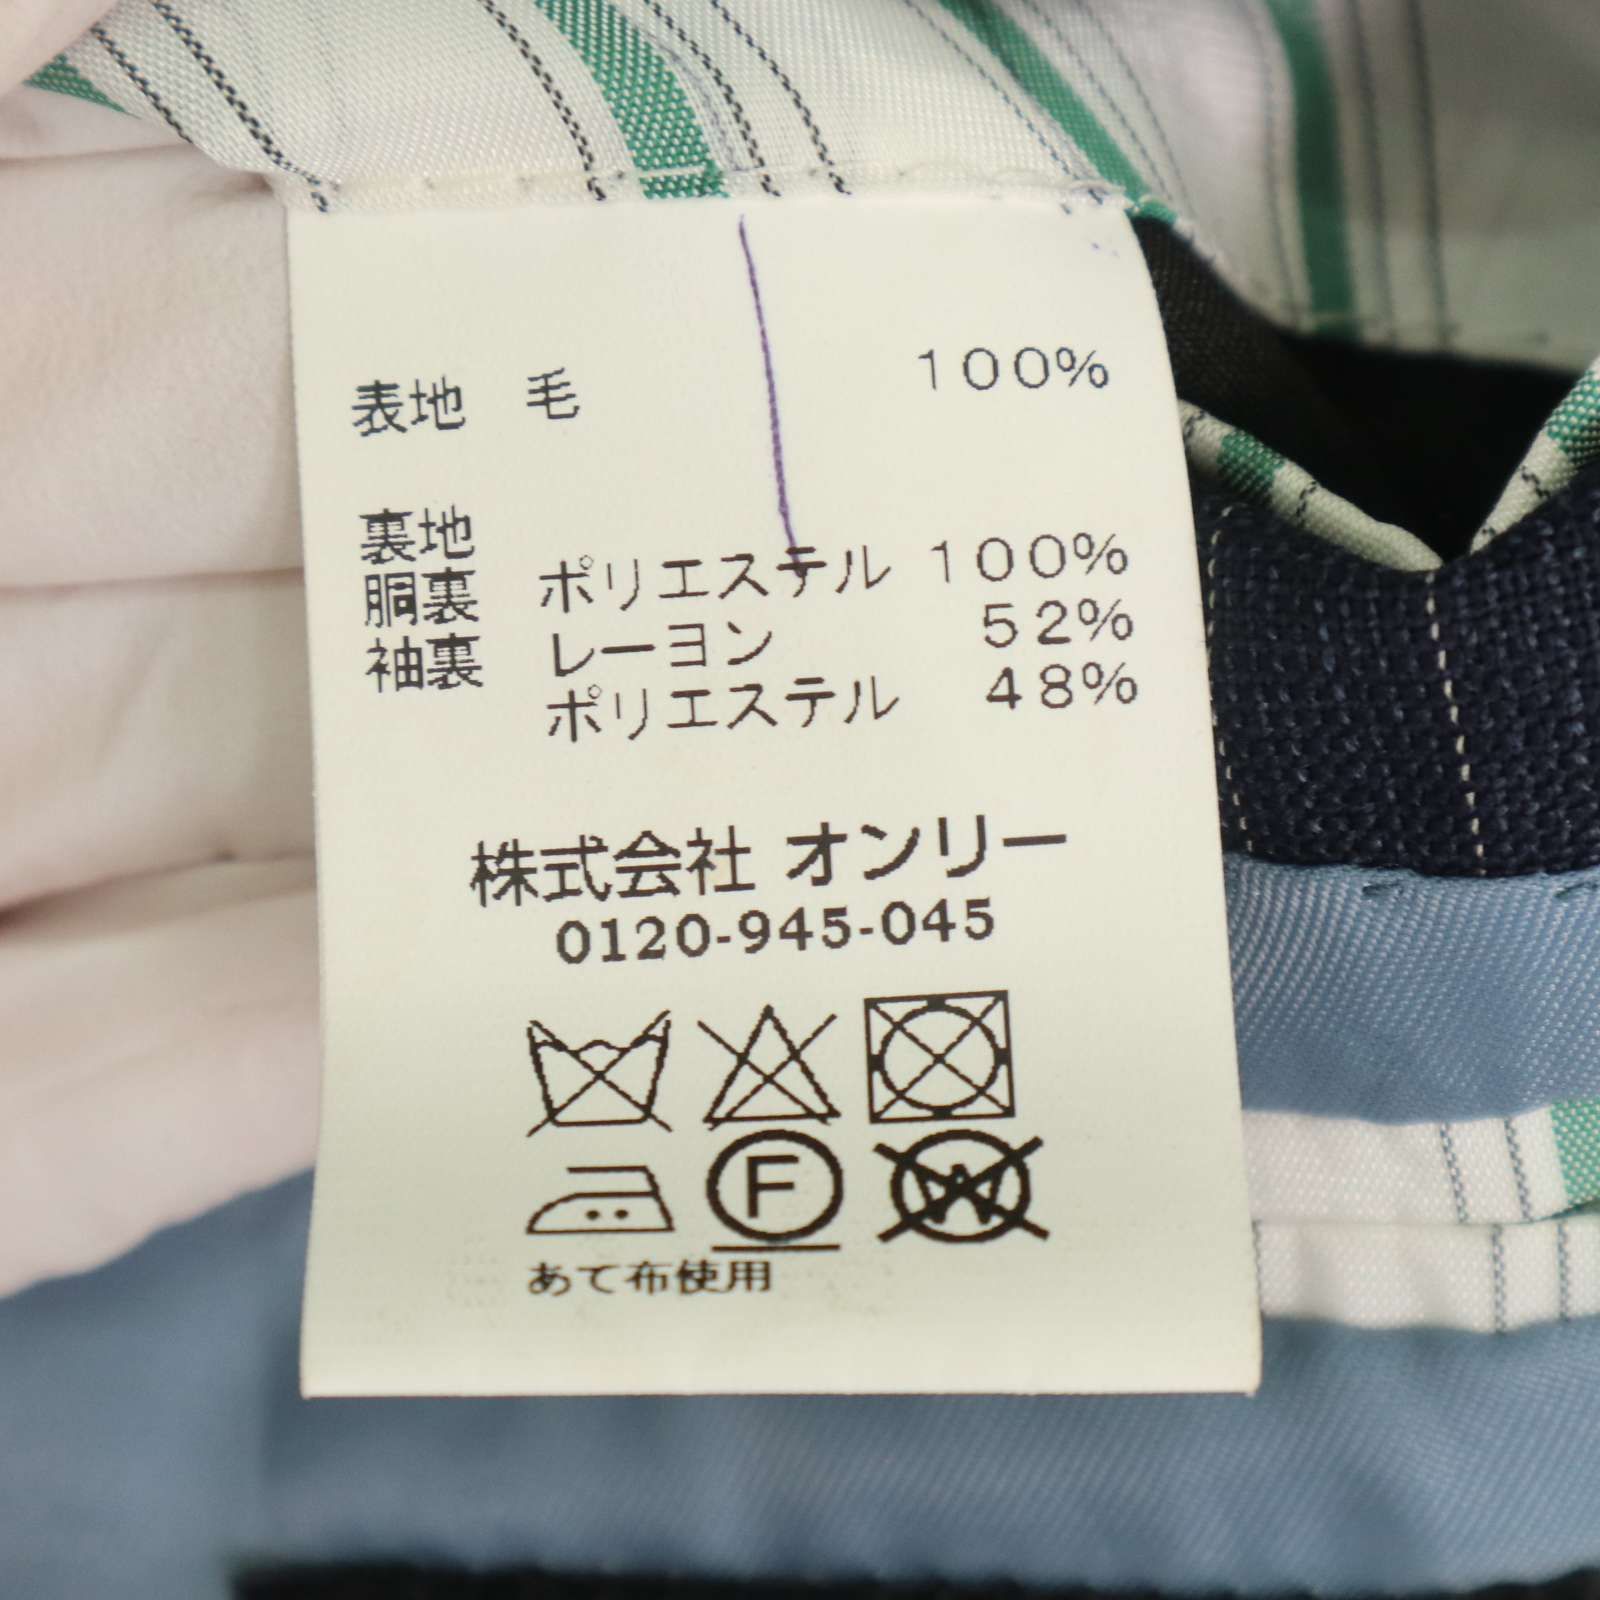 表地 毛 100%
裏地
胴裏 ポリエステル 100%
袖裏 レーヨン 52%
ポリエステル 48%
株式会社 オンリー
0120-945-045
F W
あて布使用